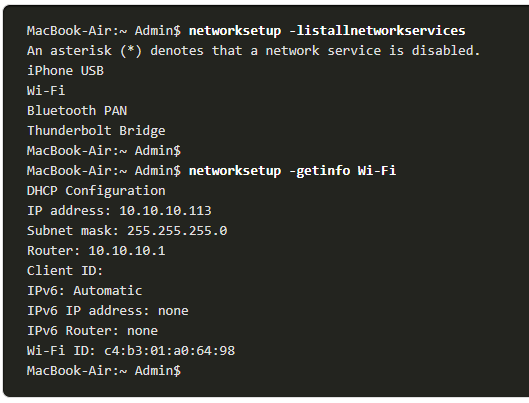 MacBook-Air:~ Admin$ networksetup -listallnetworkservices
An asterisk (*) denotes that a network service is disabled.
iPhone USB
Wi-Fi
Bluetooth PAN
Thunderbolt Bridge
MacBook-Air:~ Admin$
MacBook-Air:~ Admin$ networksetup -getinfo Wi-Fi
DHCP Configuration
IP address: 10.10.10.113
Subnet mask: 255.255.255.0
Router: 10.10.10.1
Client ID:
IPv6: Automatic
IPv6 IP address: none
IPv6 Router: none
Wi-Fi ID: c4:b3:01:a0:64:98
MacBook-Air:~ Admin$